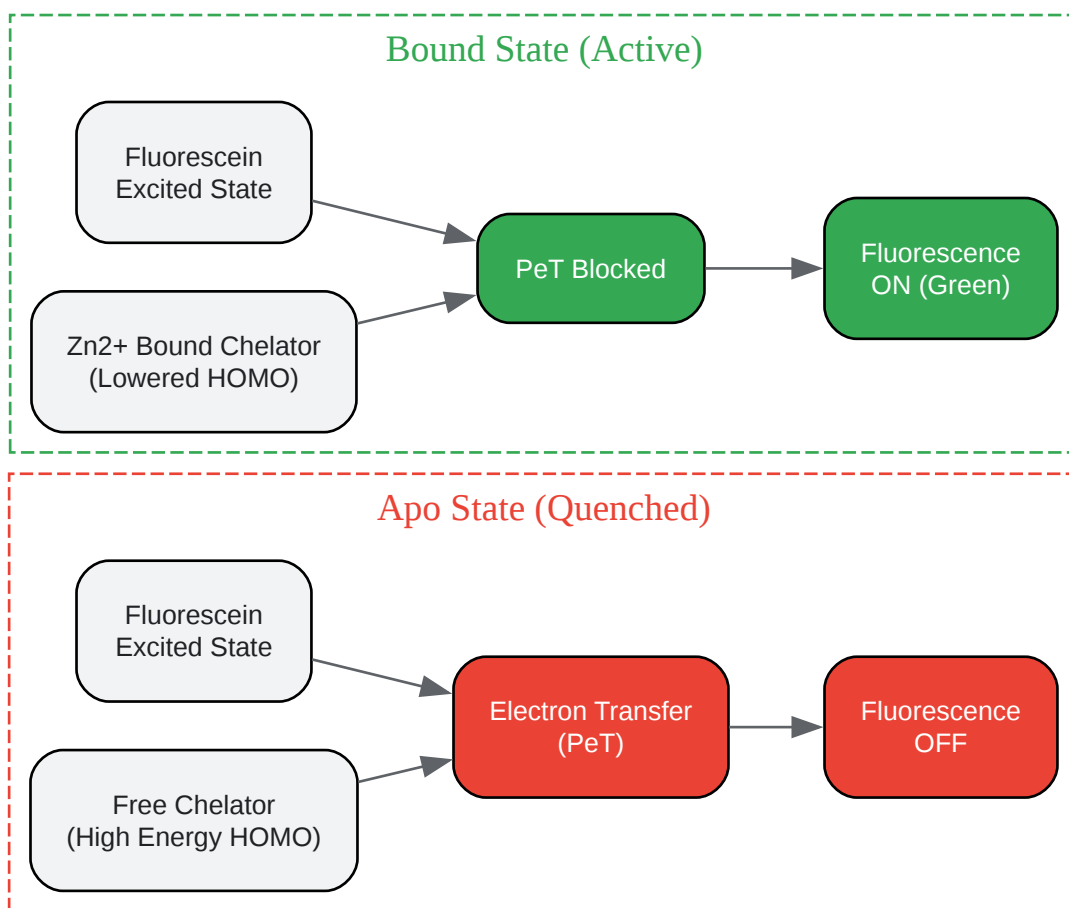 Bound State (Active)
Fluorescein
Excited State
PeT Blocked
Fluorescence
ON (Green)
Zn2+ Bound Chelator
(Lowered HOMO)
Apo State (Quenched)
Fluorescein
Excited State
Electron Transfer
(PeT)
Fluorescence
OFF
Free Chelator
(High Energy HOMO)